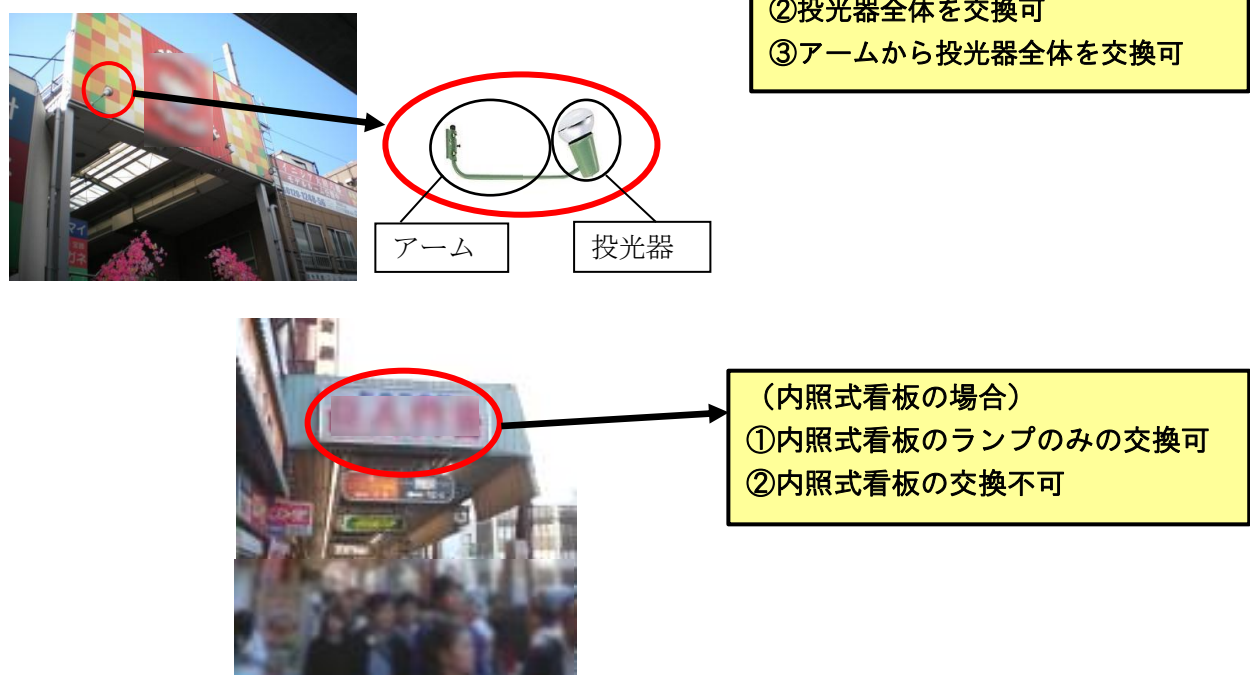 ②投光器全体を交換可
③アームから投光器全体を交換可
アーム
投光器
（内照式看板の場合）
①内照式看板のランプのみの交換可
②内照式看板の交換不可